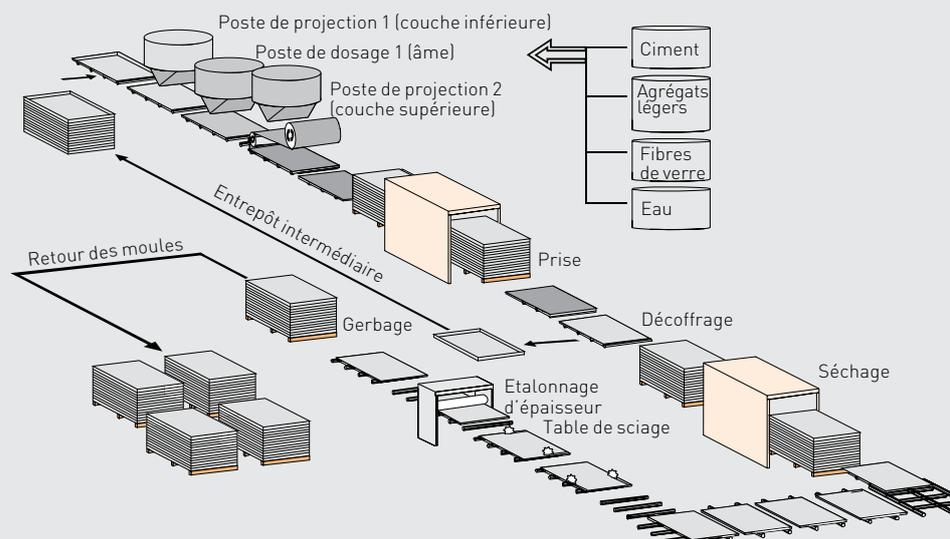 Poste de projection 1 (couche inférieure)
Poste de dosage 1 (âme)
Poste de projection 2
(couche supérieure)
Ciment
Agrégats
légers
Fibres
de verre
Eau
Entrepôt intermédiaire
Retour des moules
Prise
Gerbage
Décoffrage
Séchage
Etalonnage
d'épaisseur
Table de sciage